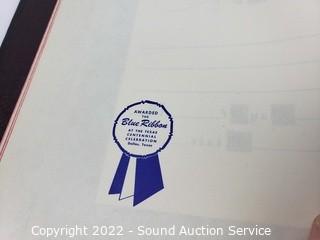 AWARDED
THE
Blue Ribbon
AT THE TEXAS
CENTENNIAL
CELEBRATION
Dallas, Texas
Copyright 2022 - Sound Auction Service